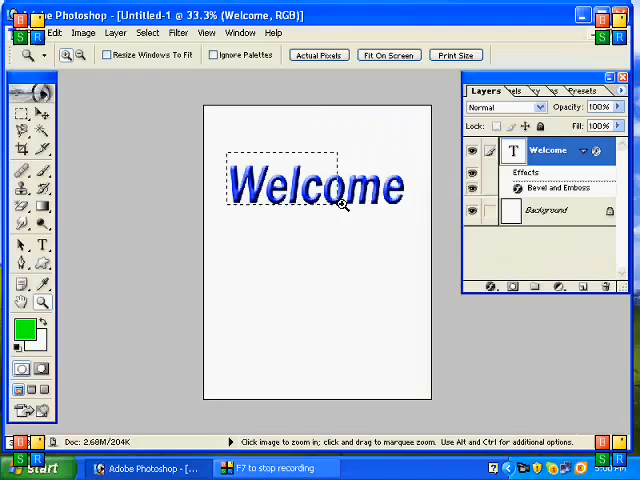 Adobe Photoshop - [Untitled-1 @ 33.3% (Welcome, RGB)]
Edit Image Layer Select Filter View Window Help
Resize Windows To Fit Ignore Palettes Actual Pixels Fit On Screen Print Size
Layers Presets
Normal Opacity: 100%
Lock: Fill: 100%
T Welcome
Effects
Bevel and Emboss
Background
Welcome
Doc: 2.68M/204K Click image to zoom in; click and drag to marquee zoom. Use Alt and Ctrl for additional options.
start Adobe Photoshop - [... F7 to stop recording